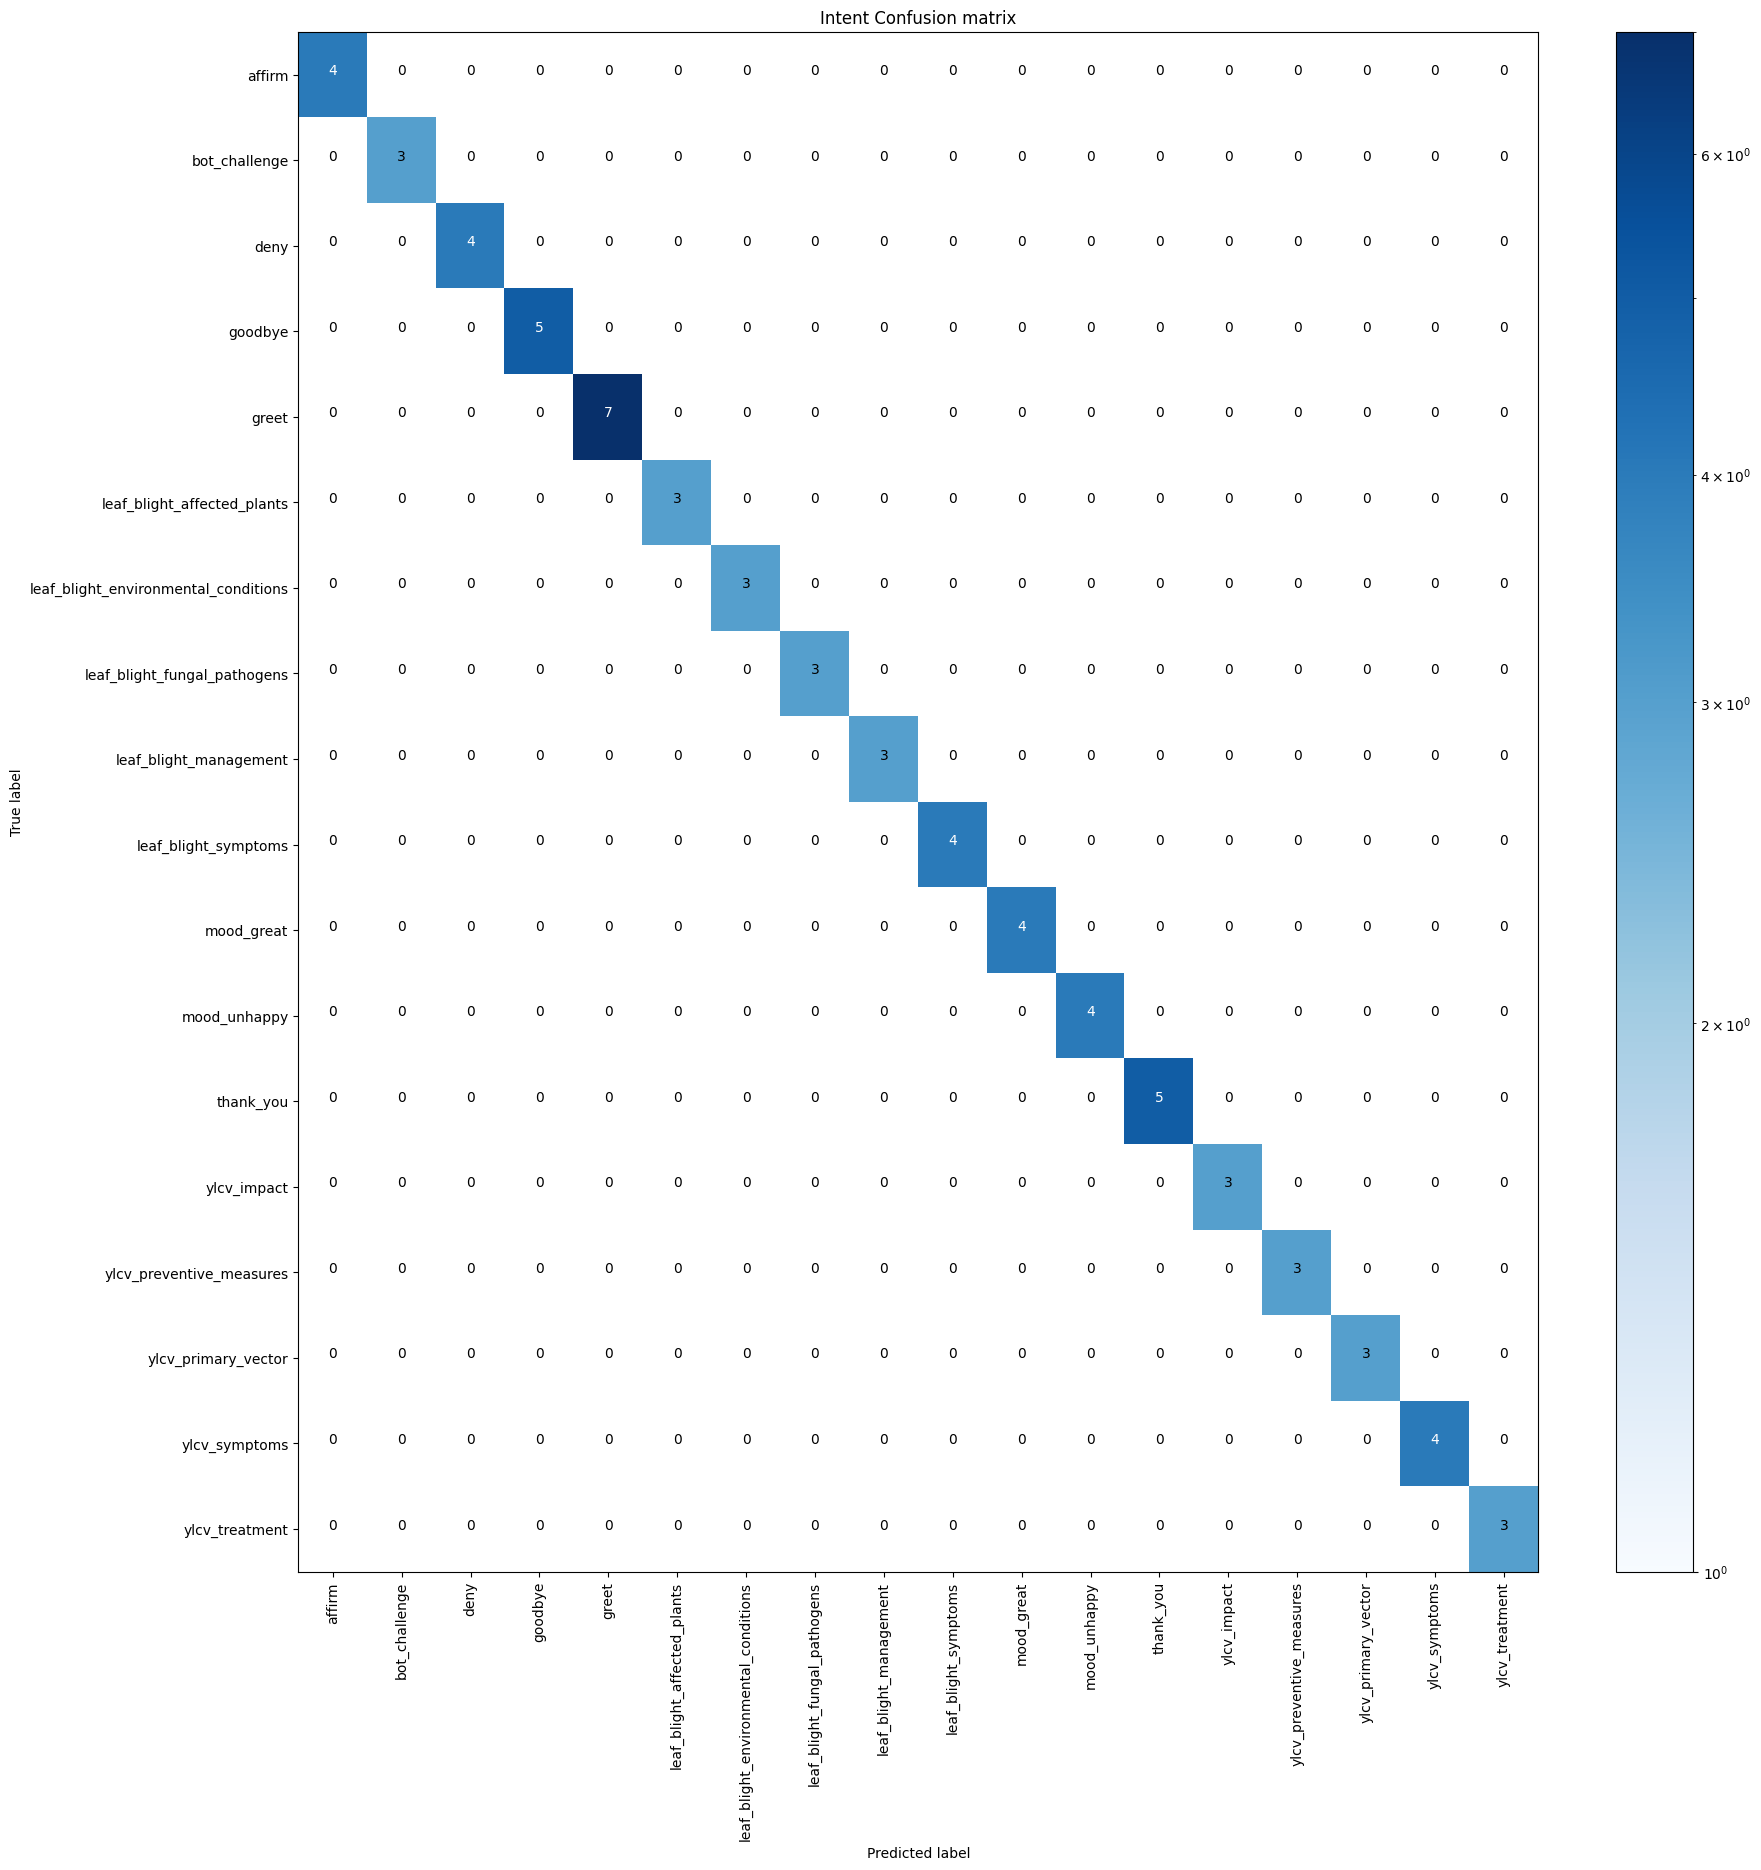 Intent Confusion matrix
True label
affirm 4 0 0 0 0 0 0 0 0 0 0 0 0 0 0 0 0 0
bot_challenge 0 3 0 0 0 0 0 0 0 0 0 0 0 0 0 0 0 0
deny 0 0 4 0 0 0 0 0 0 0 0 0 0 0 0 0 0 0
goodbye 0 0 0 5 0 0 0 0 0 0 0 0 0 0 0 0 0 0
greet 0 0 0 0 7 0 0 0 0 0 0 0 0 0 0 0 0 0
leaf_blight_affected_plants 0 0 0 0 0 3 0 0 0 0 0 0 0 0 0 0 0 0
leaf_blight_environmental_conditions 0 0 0 0 0 0 3 0 0 0 0 0 0 0 0 0 0 0
leaf_blight_fungal_pathogens 0 0 0 0 0 0 0 3 0 0 0 0 0 0 0 0 0 0
leaf_blight_management 0 0 0 0 0 0 0 0 3 0 0 0 0 0 0 0 0 0
leaf_blight_symptoms 0 0 0 0 0 0 0 0 0 4 0 0 0 0 0 0 0 0
mood_great 0 0 0 0 0 0 0 0 0 0 4 0 0 0 0 0 0 0
mood_unhappy 0 0 0 0 0 0 0 0 0 0 0 4 0 0 0 0 0 0
thank_you 0 0 0 0 0 0 0 0 0 0 0 0 5 0 0 0 0 0
ylcv_impact 0 0 0 0 0 0 0 0 0 0 0 0 0 3 0 0 0 0
ylcv_preventive_measures 0 0 0 0 0 0 0 0 0 0 0 0 0 0 3 0 0 0
ylcv_primary_vector 0 0 0 0 0 0 0 0 0 0 0 0 0 0 0 3 0 0
ylcv_symptoms 0 0 0 0 0 0 0 0 0 0 0 0 0 0 0 0 4 0
ylcv_treatment 0 0 0 0 0 0 0 0 0 0 0 0 0 0 0 0 0 3
affirm
bot_challenge
deny
goodbye
greet
leaf_blight_affected_plants
leaf_blight_environmental_conditions
leaf_blight_fungal_pathogens
leaf_blight_management
leaf_blight_symptoms
mood_great
mood_unhappy
thank_you
ylcv_impact
ylcv_preventive_measures
ylcv_primary_vector
ylcv_symptoms
ylcv_treatment
Predicted label
6 × 10⁰
4 × 10⁰
3 × 10⁰
2 × 10⁰
10⁰